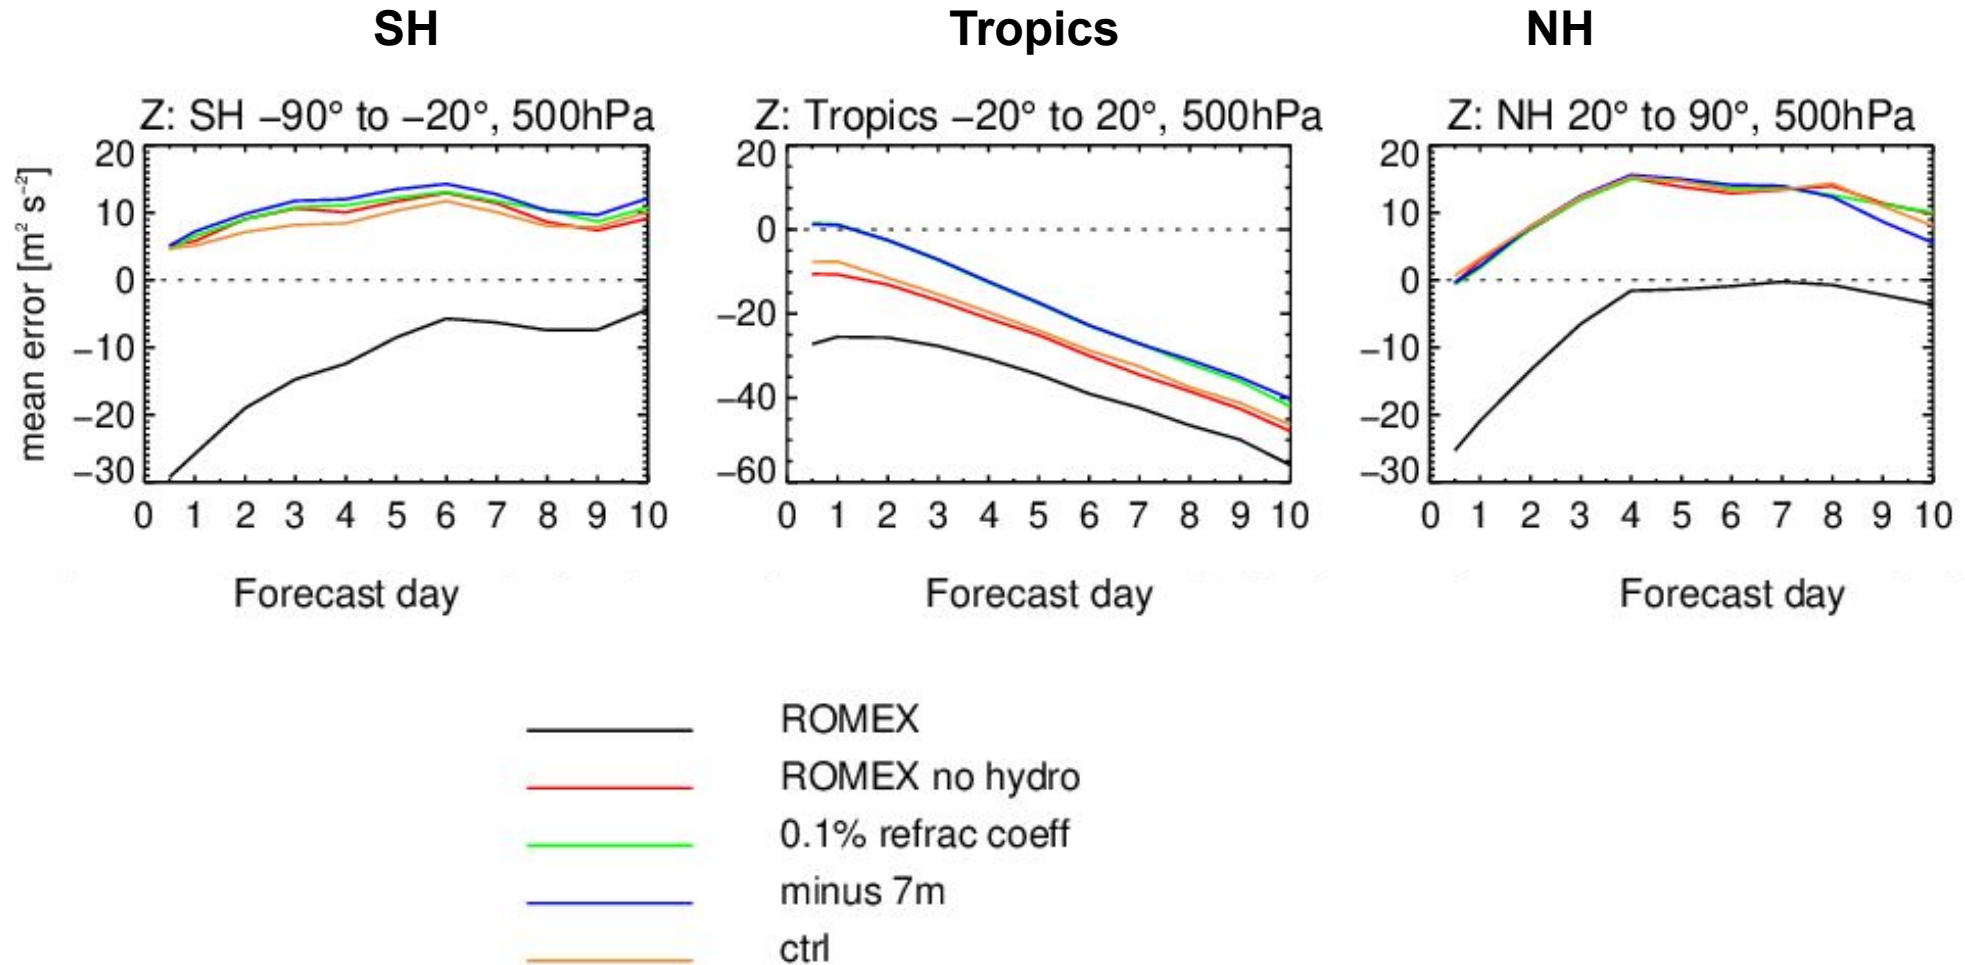 SH Tropics NH
Z: SH −90° to −20°, 500hPa Z: Tropics −20° to 20°, 500hPa Z: NH 20° to 90°, 500hPa
mean error [m² s⁻²]
20
10
0
−10
−20
−30
0 1 2 3 4 5 6 7 8 9 10
Forecast day
20
0
−20
−40
−60
0 1 2 3 4 5 6 7 8 9 10
Forecast day
20
10
0
−10
−20
−30
0 1 2 3 4 5 6 7 8 9 10
Forecast day
ROMEX
ROMEX no hydro
0.1% refrac coeff
minus 7m
ctrl